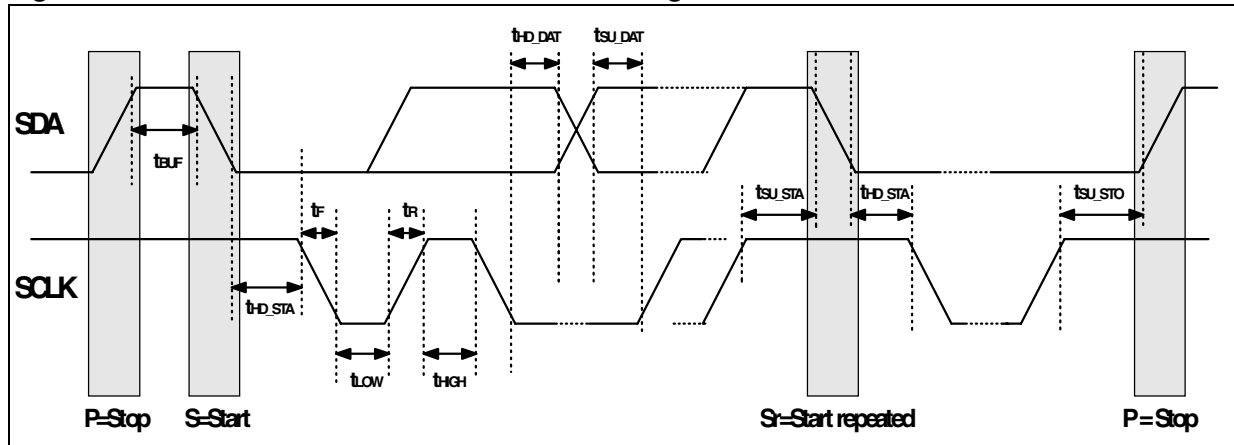 tHD_DAT
tSU_DAT
SDA
tBUF
tSU_STA
tHD_STA
tSU_STO
tF
tR
SCLK
tHD_STA
tLOW
tHIGH
P=Stop
S=Start
Sr=Start repeated
P = Stop